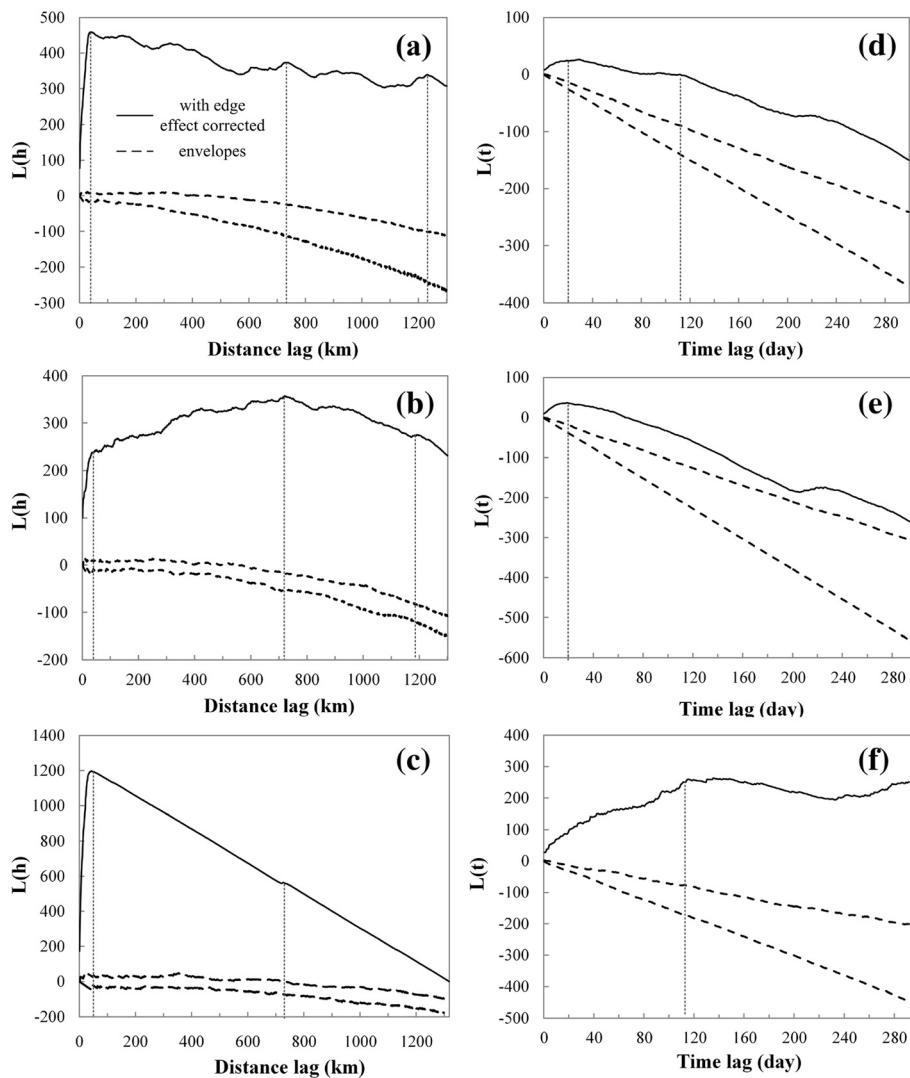 500
400
300
200
100
0
-100
-200
-300
L(h)
(a)
with edge
effect corrected
envelopes
0 200 400 600 800 1000 1200
Distance lag (km)
100
0
-100
-200
-300
-400
L(t)
(d)
0 40 80 120 160 200 240 280
Time lag (day)
400
300
200
100
0
-100
-200
L(h)
(b)
0 200 400 600 800 1000 1200
Distance lag (km)
100
0
-100
-200
-300
-400
-500
-600
L(t)
(e)
0 40 80 120 160 200 240 280
Time lag (day)
1400
1200
1000
800
600
400
200
0
-200
L(h)
(c)
0 200 400 600 800 1000 1200
Distance lag (km)
400
300
200
100
0
-100
-200
-300
-400
-500
L(t)
(f)
0 40 80 120 160 200 240 280
Time lag (day)